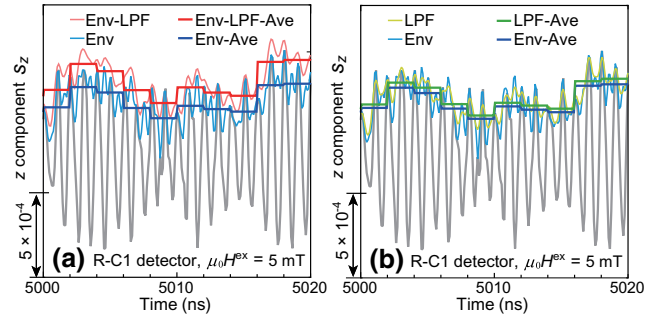 Env-LPF Env-LPF-Ave
Env Env-Ave
z component s_z
5 × 10⁻⁴
(a) R-C1 detector, μ₀Hᵉˣ = 5 mT
5000 5010 5020
Time (ns)
LPF LPF-Ave
Env Env-Ave
z component s_z
5 × 10⁻⁴
(b) R-C1 detector, μ₀Hᵉˣ = 5 mT
5000 5010 5020
Time (ns)